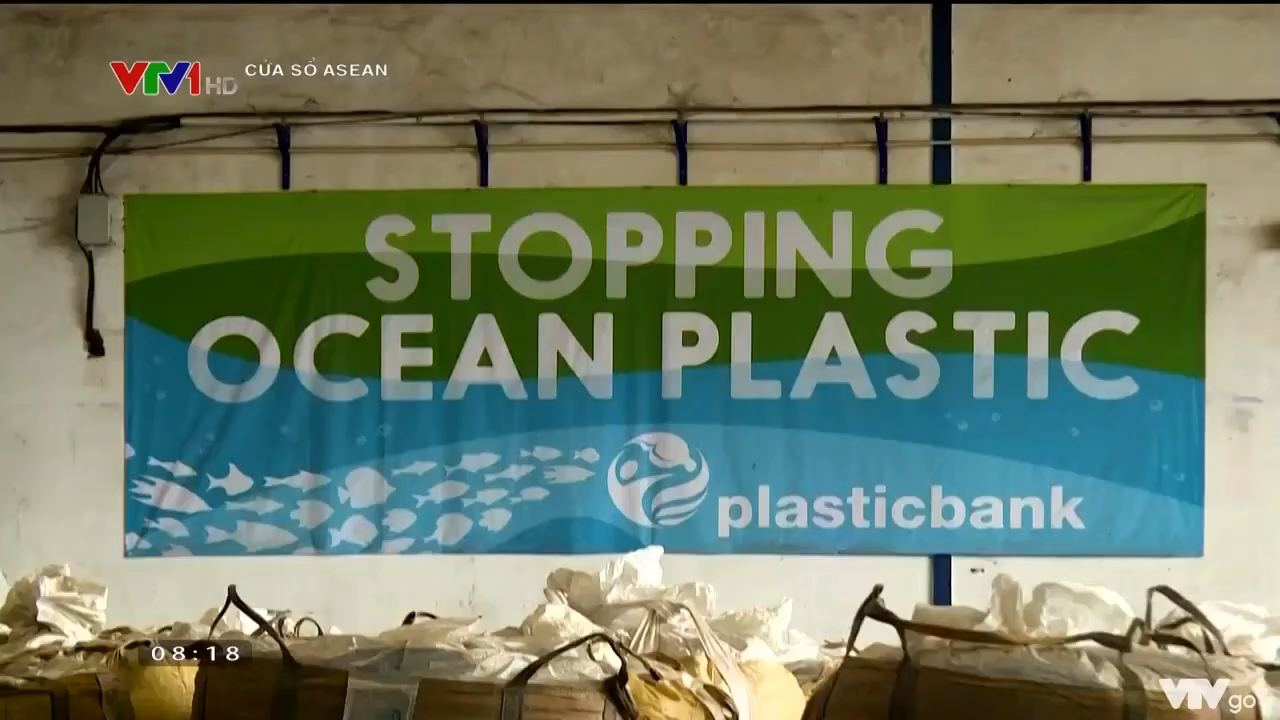 VTV1 HD CỬA SỔ ASEAN
STOPPING
OCEAN PLASTIC
plasticbank
08:18
VTV go